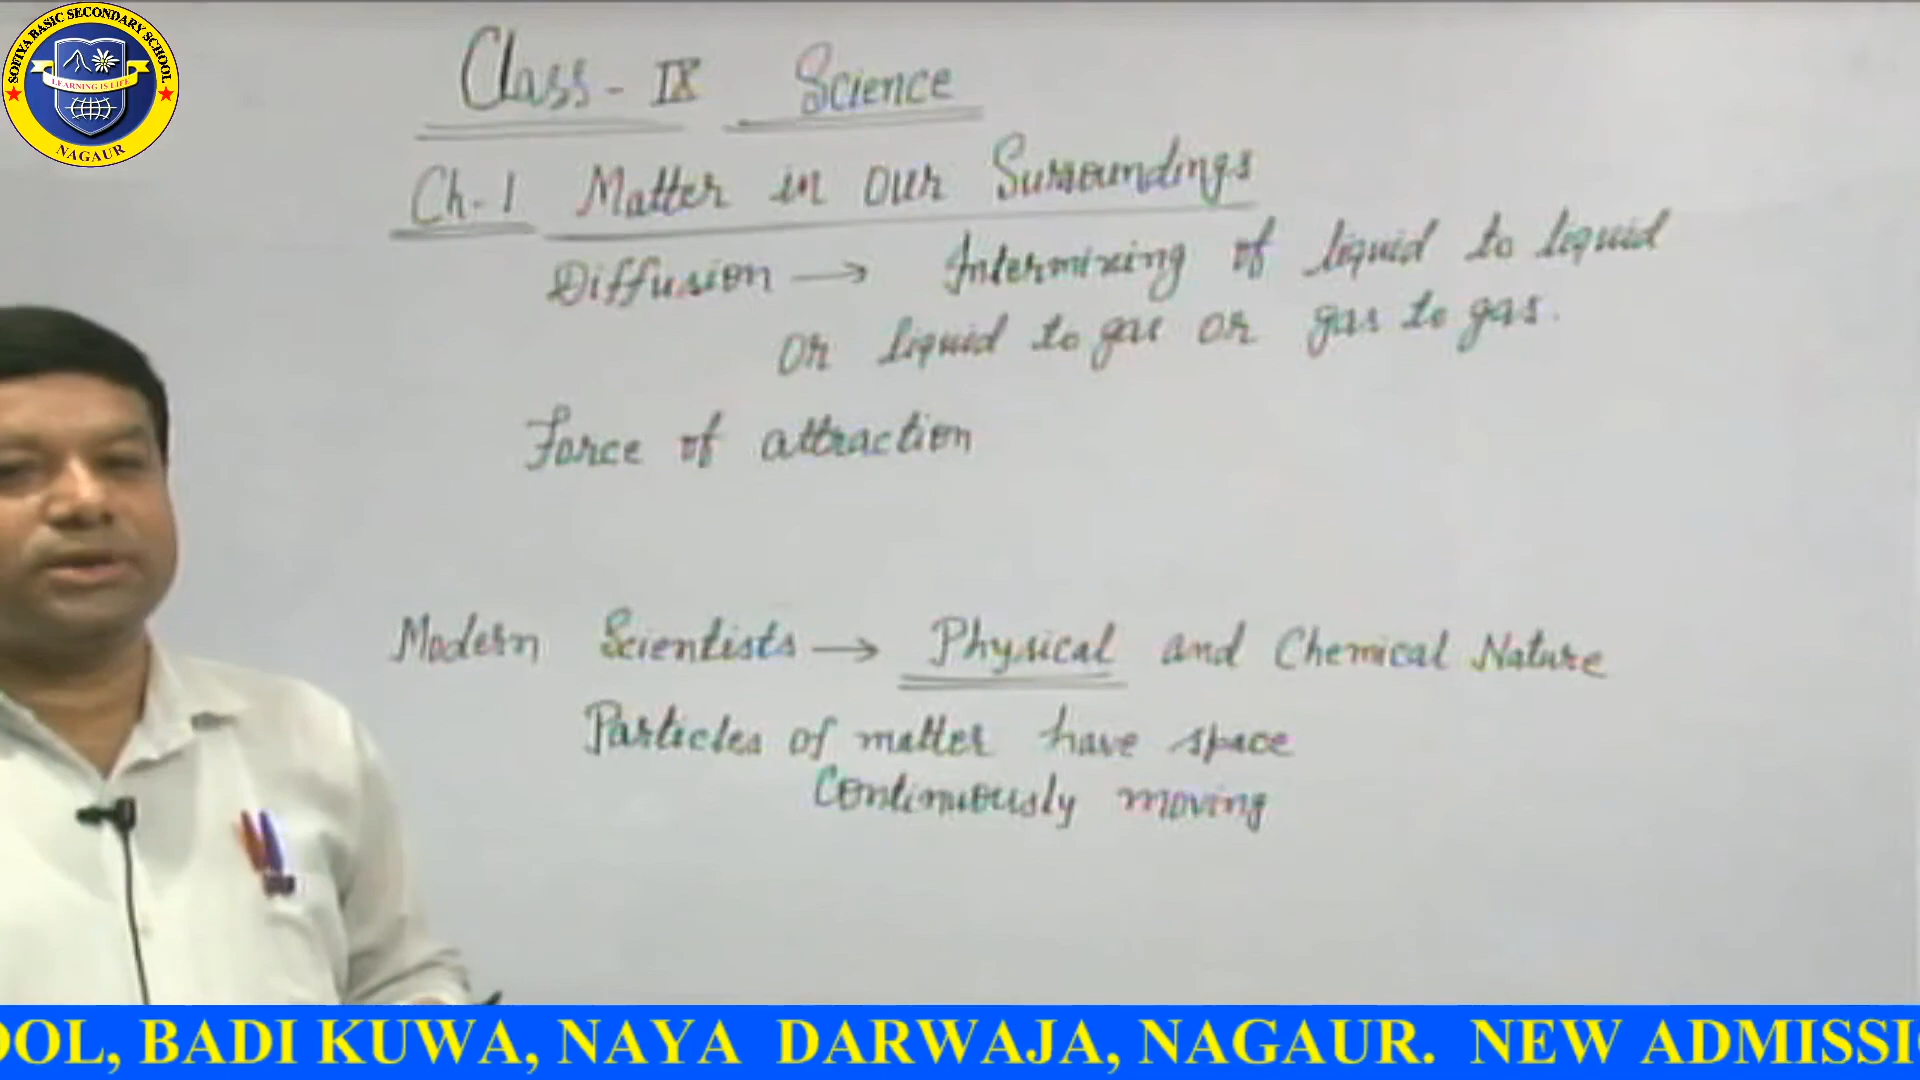 SOFIYA BASIC SECONDARY SCHOOL
LEARNING IS LIFE
NAGAUR
Class - IX Science
Ch-1 Matter in our Surroundings
Diffusion → Intermixing of liquid to liquid
or liquid to gas or gas to gas.
Force of attraction
Modern Scientists → Physical and Chemical Nature
Particles of matter have space
Continuously moving
OOL, BADI KUWA, NAYA DARWAJA, NAGAUR. NEW ADMISSI